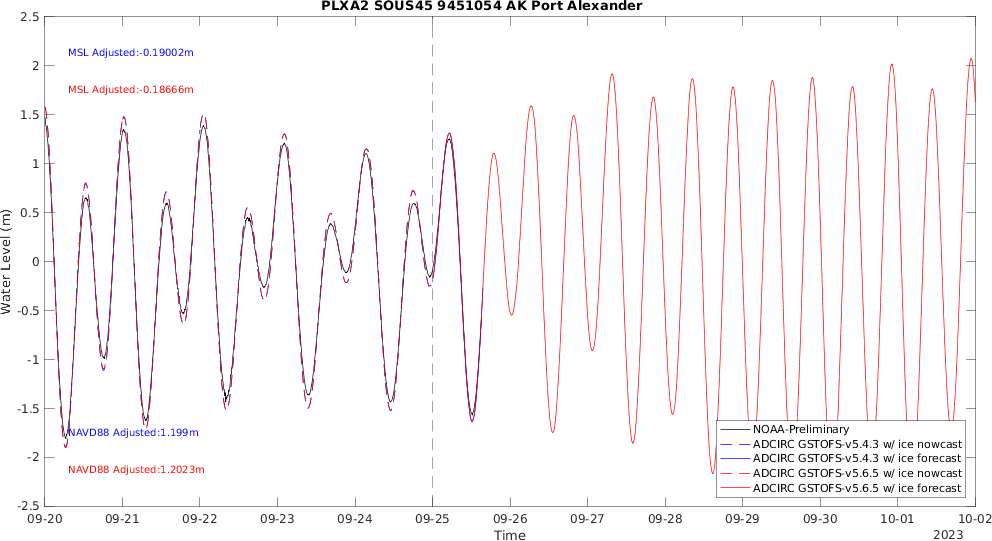 PLXA2 SOUS45 9451054 AK Port Alexander
MSL Adjusted:-0.19002m
MSL Adjusted:-0.18666m
NAVD88 Adjusted:1.199m
NAVD88 Adjusted:1.2023m
Water Level (m)
2.5
2
1.5
1
0.5
0
-0.5
-1
-1.5
-2
-2.5
NOAA-Preliminary
ADCIRC GSTOFS-v5.4.3 w/ ice nowcast
ADCIRC GSTOFS-v5.4.3 w/ ice forecast
ADCIRC GSTOFS-v5.6.5 w/ ice nowcast
ADCIRC GSTOFS-v5.6.5 w/ ice forecast
09-20 09-21 09-22 09-23 09-24 09-25 09-26 09-27 09-28 09-29 09-30 10-01 10-02
Time
2023